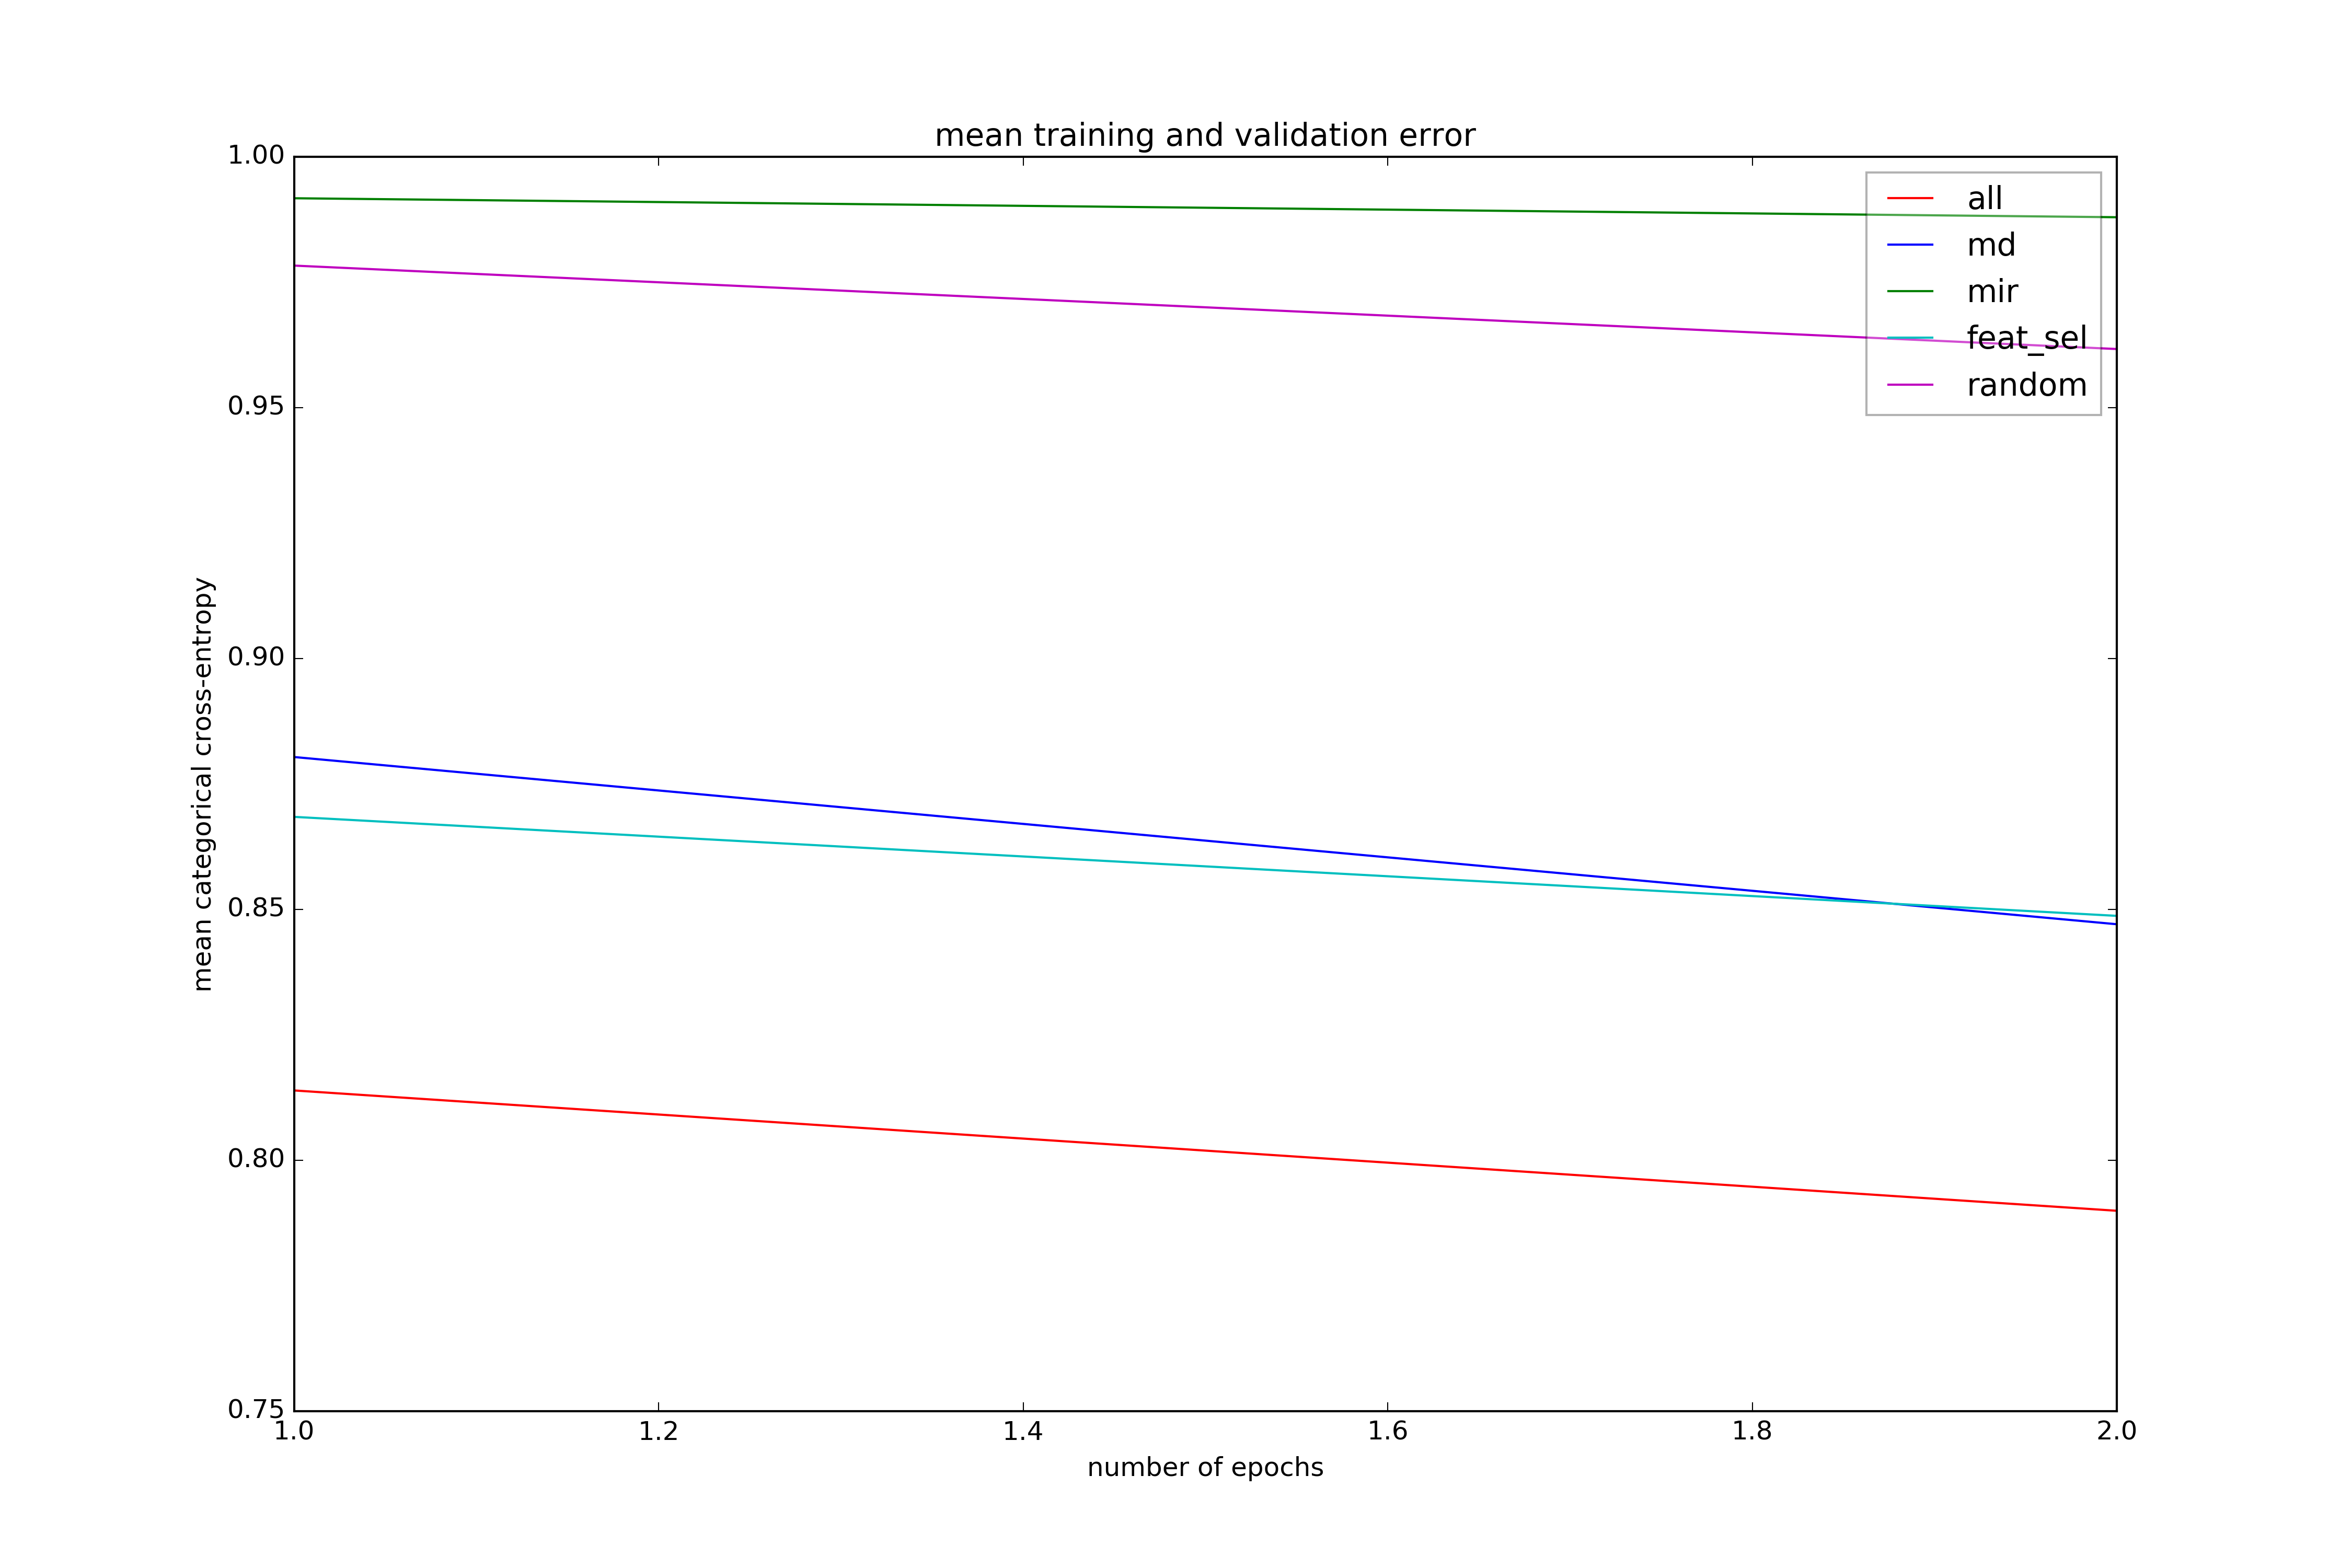 mean training and validation error
1.00
0.95
0.90
0.85
0.80
0.75
mean categorical cross-entropy
all
md
mir
feat_sel
random
1.0 1.2 1.4 1.6 1.8 2.0
number of epochs